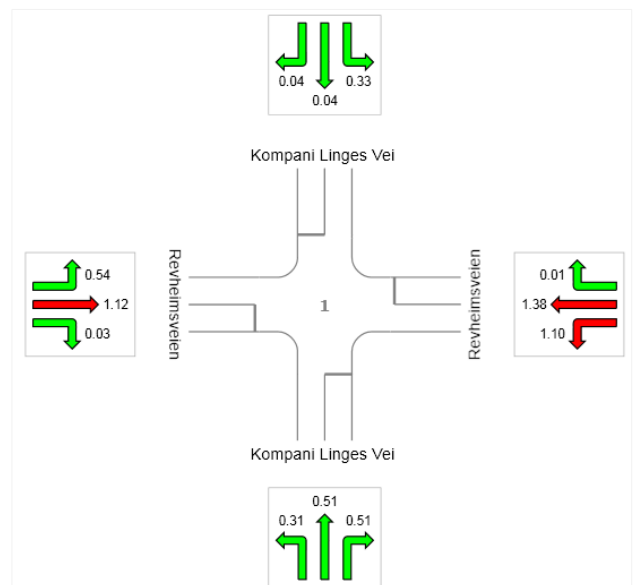 0.04 0.33
0.04
Kompani Linges Vei
Revheimsveien
0.54
1.12
0.03
1
Revheimsveien
0.01
1.38
1.10
Kompani Linges Vei
0.51
0.31 0.51